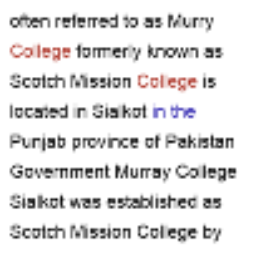 often referred to as Murry
College formerly known as
Scotch Mission College is
located in Sialkot in the
Punjab province of Pakistan
Government Murray College
Sialkot was established as
Scotch Mission College by